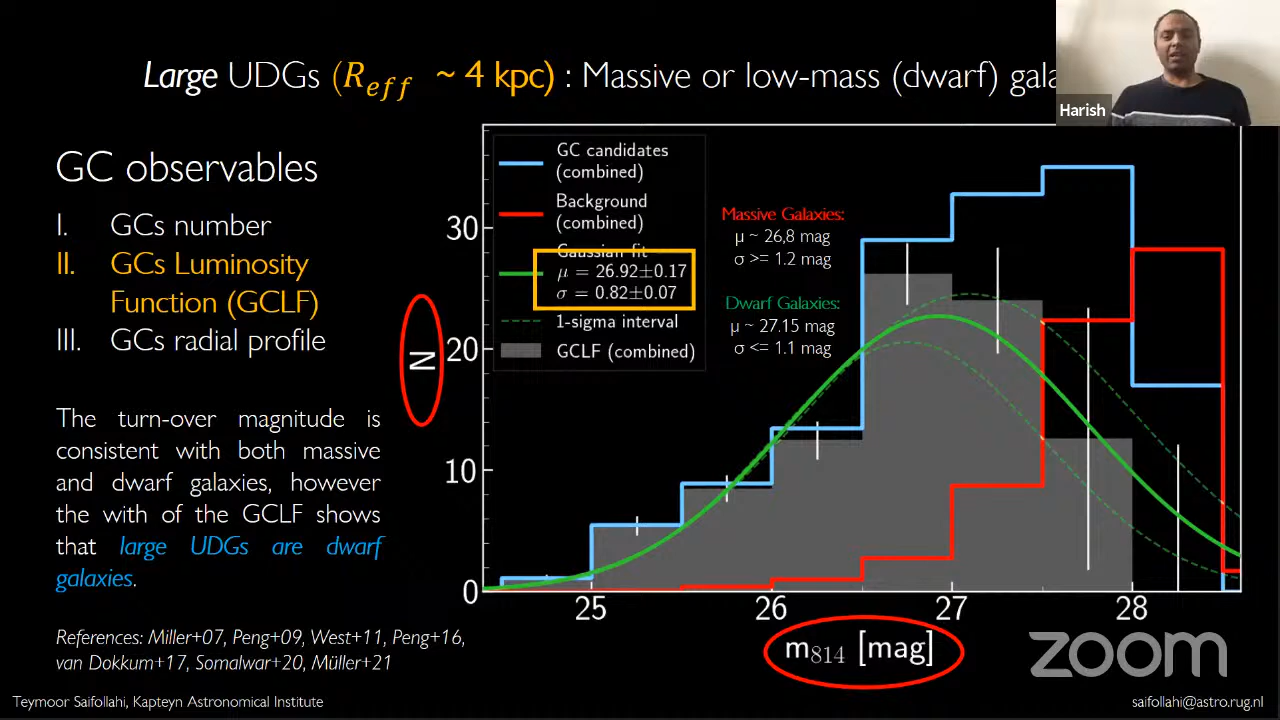 Large UDGs (Reff ~ 4 kpc) : Massive or low-mass (dwarf)
Harish
GC observables
I. GCs number
II. GCs Luminosity
Function (GCLF)
III. GCs radial profile
The turn-over magnitude is
consistent with both massive
and dwarf galaxies, however
the with of the GCLF shows
that large UDGs are dwarf
galaxies.
References: Miller+07, Peng+09, West+11, Peng+16,
van Dokkum+17, Somalwar+20, Müller+21
GC candidates
(combined)
Background
(combined)
Gaussian fit
μ = 26.92±0.17
σ = 0.82±0.07
1-sigma interval
GCLF (combined)
Massive Galaxies:
μ ~ 26,8 mag
σ >= 1.2 mag
Dwarf Galaxies:
μ ~ 27.15 mag
σ <= 1.1 mag
N
30
20
10
0
25 26 27 28
m814 [mag]
zoom
Teymoor Saifollahi, Kapteyn Astronomical Institute
saifollahi@astro.rug.nl